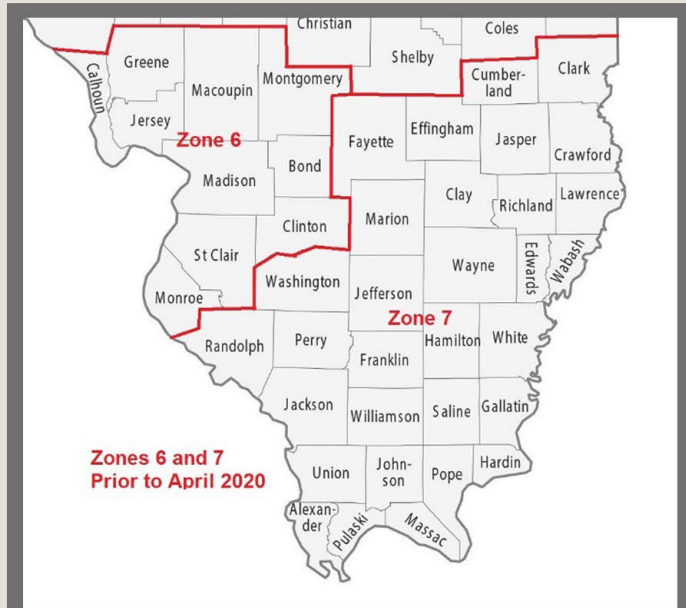 Christian
Coles
Shelby
Greene
Macoupin
Montgomery
Cumber-
land
Clark
Calhoun
Jersey
Zone 6
Fayette
Effingham
Jasper
Crawford
Bond
Madison
Clay
Richland
Lawrence
Clinton
Marion
St Clair
Wayne
Edwards
Wabash
Washington
Monroe
Jefferson
Zone 7
Randolph
Perry
Franklin
Hamilton
White
Jackson
Williamson
Saline
Gallatin
Zones 6 and 7
Prior to April 2020
Union
John-
son
Pope
Hardin
Alexan-
der
Pulaski
Massac